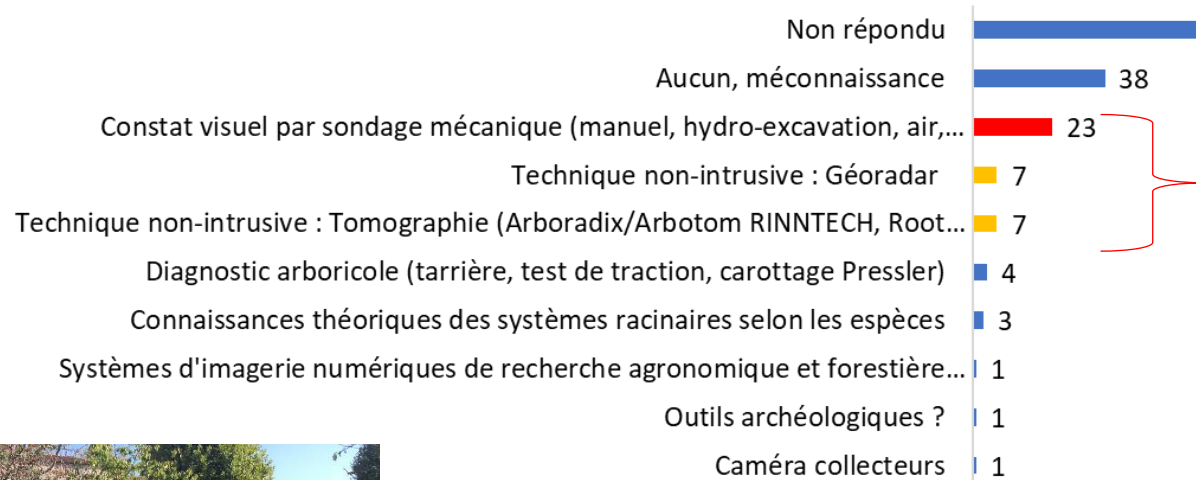 Non répondu
Aucun, méconnaissance 38
Constat visuel par sondage mécanique (manuel, hydro-excavation, air,... 23
Technique non-intrusive : Géoradar 7
Technique non-intrusive : Tomographie (Arboradix/Arbotom RINNTECH, Root... 7
Diagnostic arboricole (tarrière, test de traction, carottage Pressler) 4
Connaissances théoriques des systèmes racinaires selon les espèces 3
Systèmes d'imagerie numériques de recherche agronomique et forestière... 1
Outils archéologiques ? 1
Caméra collecteurs 1